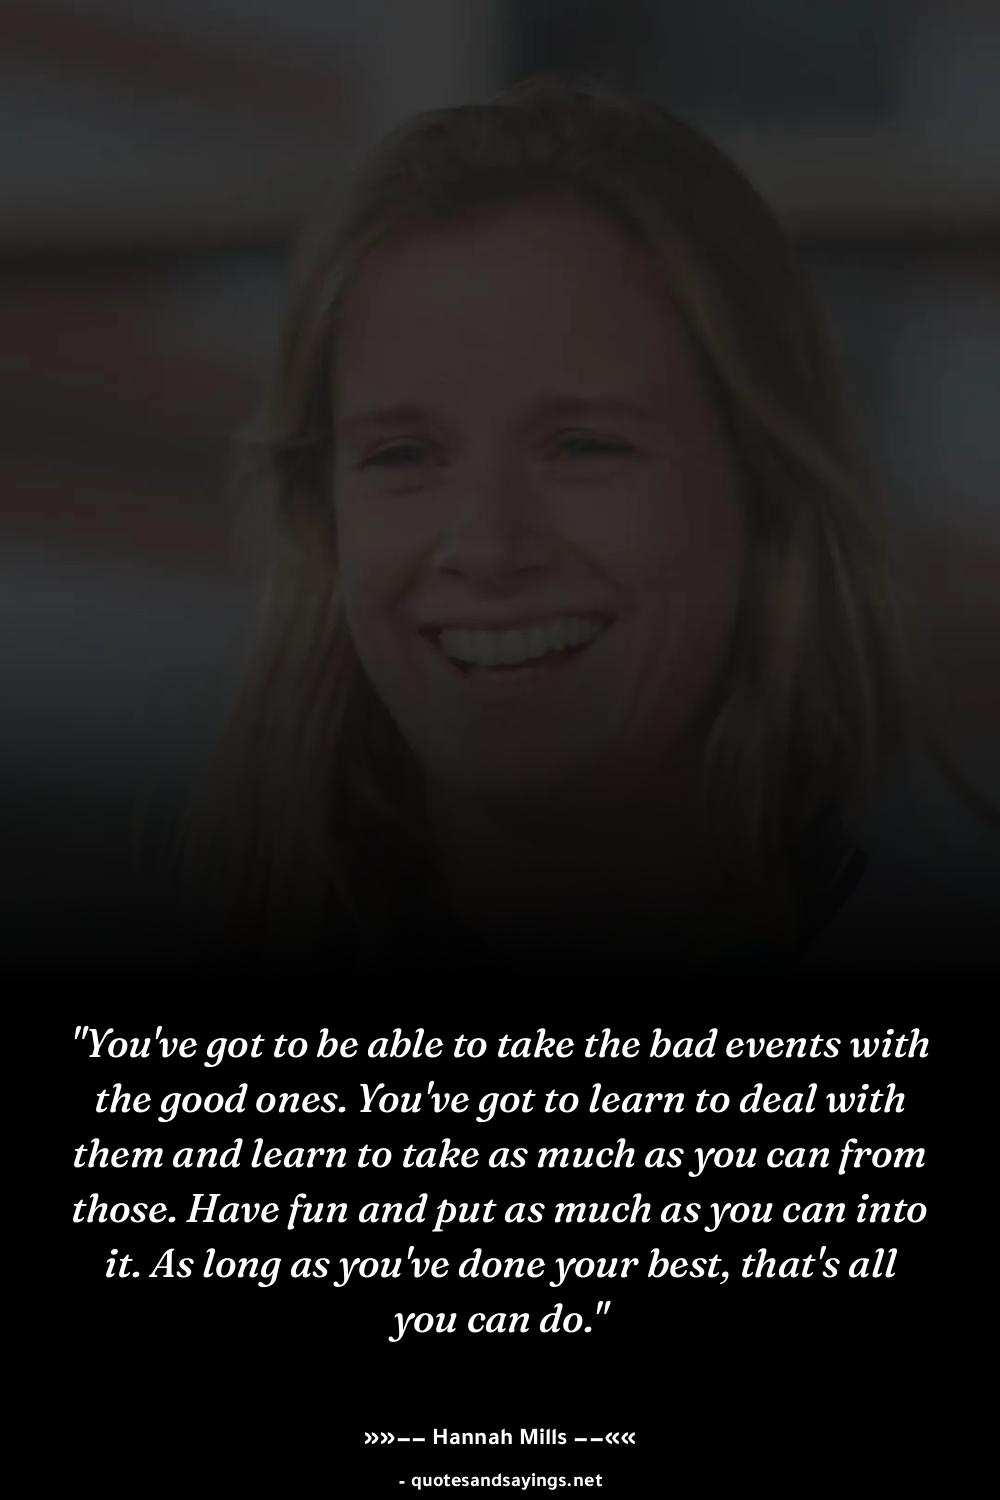 "You've got to be able to take the bad events with
the good ones. You've got to learn to deal with
them and learn to take as much as you can from
those. Have fun and put as much as you can into
it. As long as you've done your best, that's all
you can do."
»»−− Hannah Mills −−««
- quotesandsayings.net